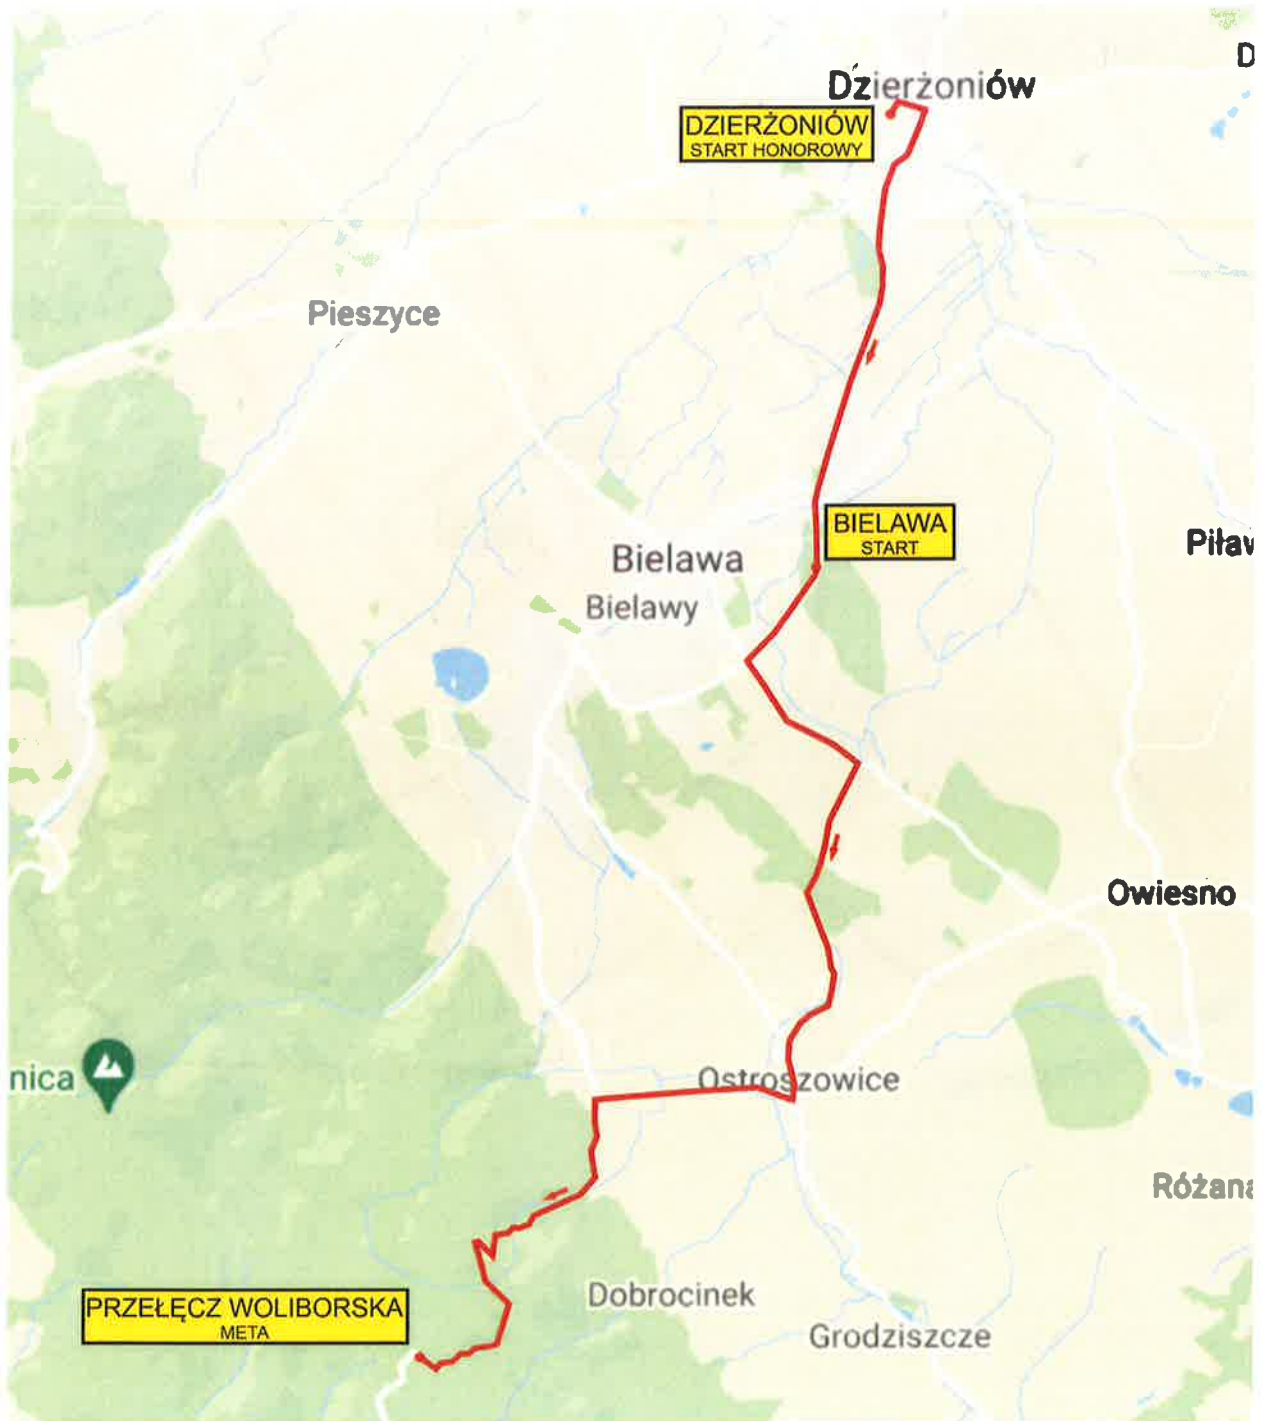 D
Dzierżoniów
DZIERŻONIÓW
START HONOROWY
Pieszyce
BIELAWA
START
Bielawa
Bielawy
Piław
Owiesno
nica
Ostroszowice
Różana
Dobrocinek
PRZEŁĘCZ WOLIBORSKA
META
Grodziszcze